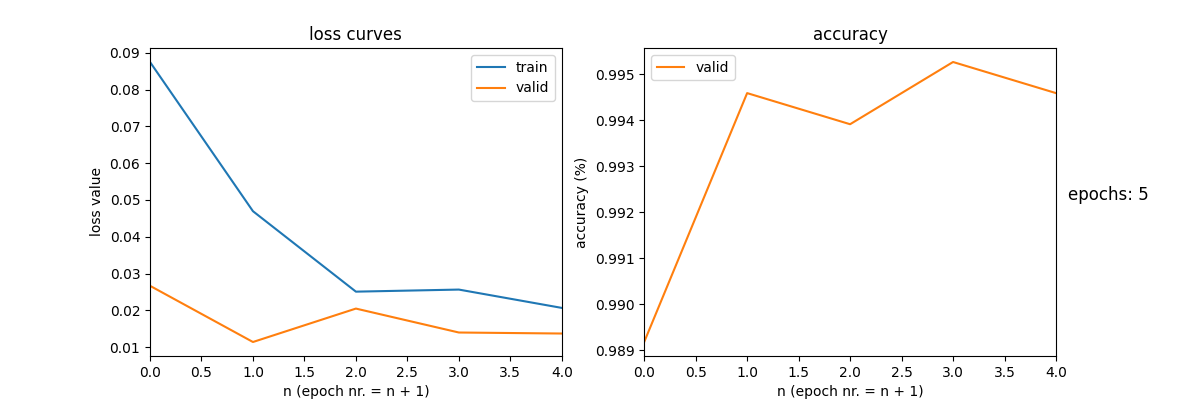 loss curves
0.09
0.08
0.07
0.06
0.05
0.04
0.03
0.02
0.01
loss value
train
valid
0.0 0.5 1.0 1.5 2.0 2.5 3.0 3.5 4.0
n (epoch nr. = n + 1)
accuracy
0.995
0.994
0.993
0.992
0.991
0.990
0.989
accuracy (%)
valid
0.0 0.5 1.0 1.5 2.0 2.5 3.0 3.5 4.0
n (epoch nr. = n + 1)
epochs: 5